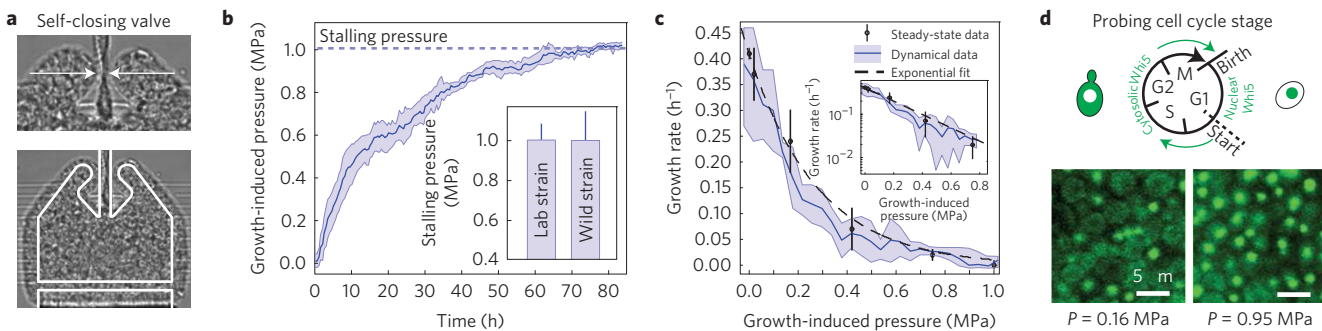 a
Self-closing valve
b
Growth-induced pressure (MPa)
1.0
0.8
0.6
0.4
0.2
0.0
Stalling pressure
Stalling pressure
(MPa)
1.2
1.0
0.8
0.6
0.4
Lab strain
Wild strain
0 10 20 30 40 50 60 70 80
Time (h)
c
Growth rate (h⁻¹)
0.45
0.40
0.35
0.30
0.25
0.20
0.15
0.10
0.05
0.00
Steady-state data
Dynamical data
Exponential fit
Growth rate (h⁻¹)
10⁻¹
10⁻²
0 0.2 0.4 0.6 0.8
Growth-induced
pressure (MPa)
0.0 0.2 0.4 0.6 0.8 1.0
Growth-induced pressure (MPa)
d
Probing cell cycle stage
Cytosolic Whi5
G2
M
S
G1
Birth
Nuclear
Whi5
Start
5 m
P = 0.16 MPa
P = 0.95 MPa